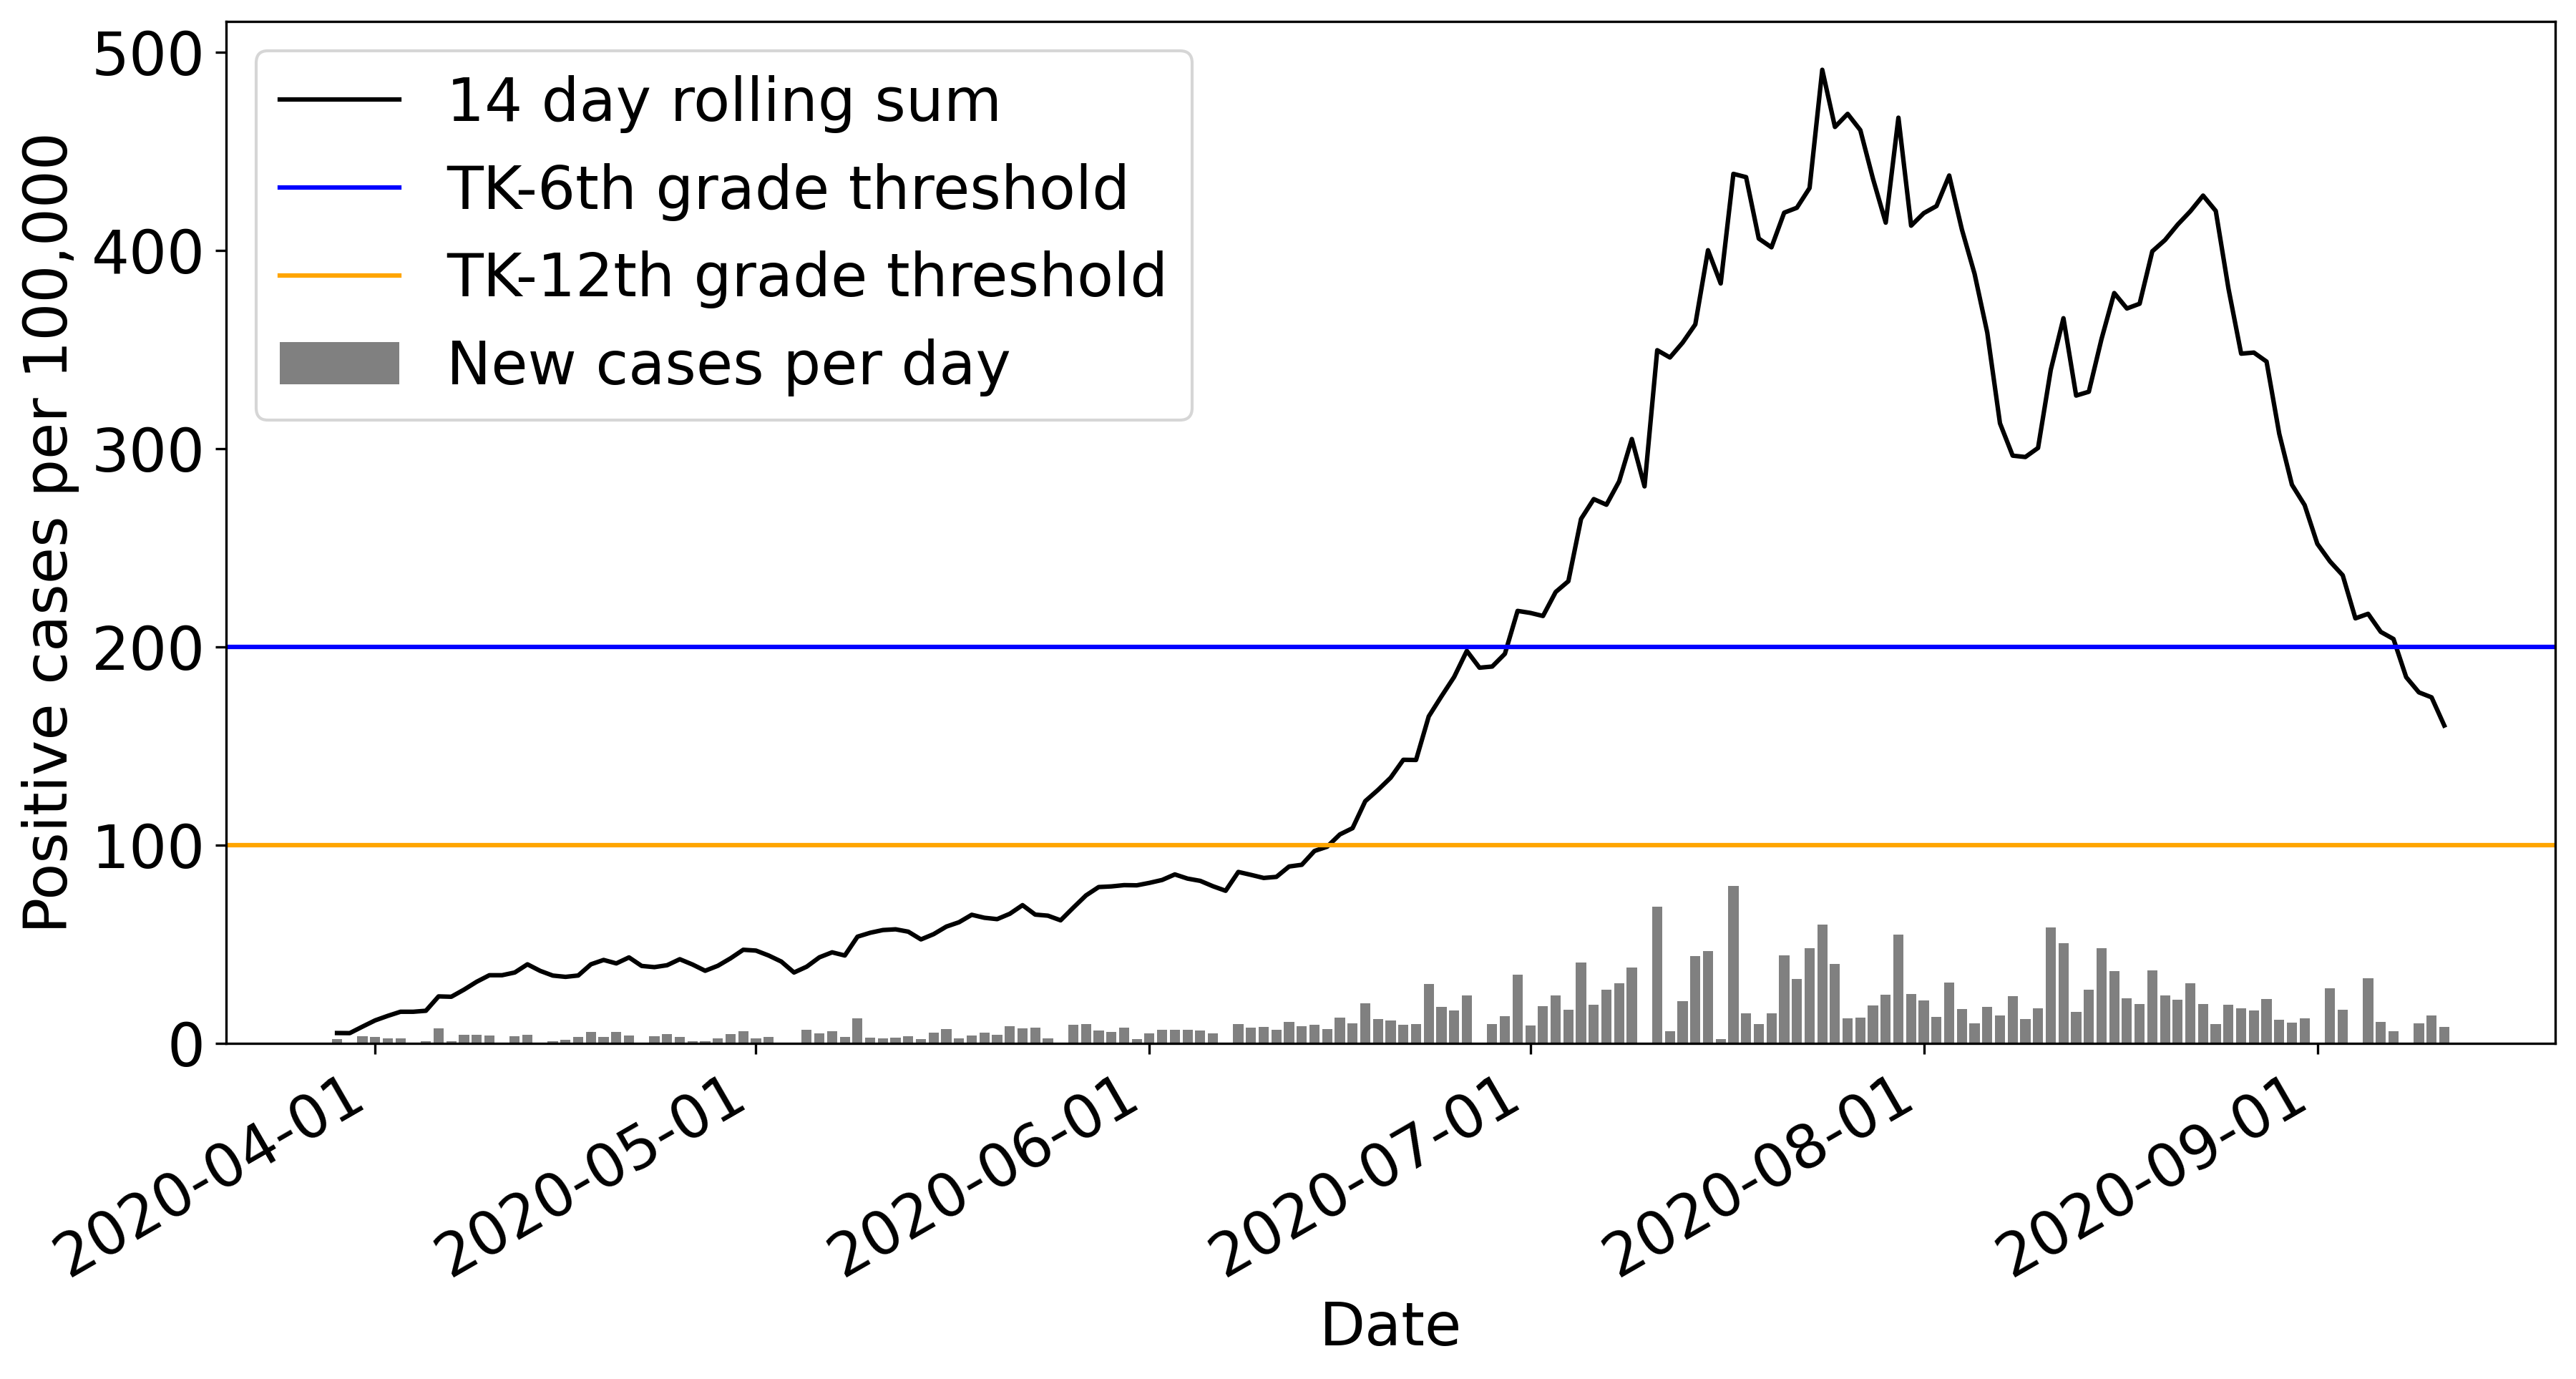 500
400
300
200
100
0
Positive cases per 100,000
14 day rolling sum
TK-6th grade threshold
TK-12th grade threshold
New cases per day
2020-04-01
2020-05-01
2020-06-01
2020-07-01
2020-08-01
2020-09-01
Date